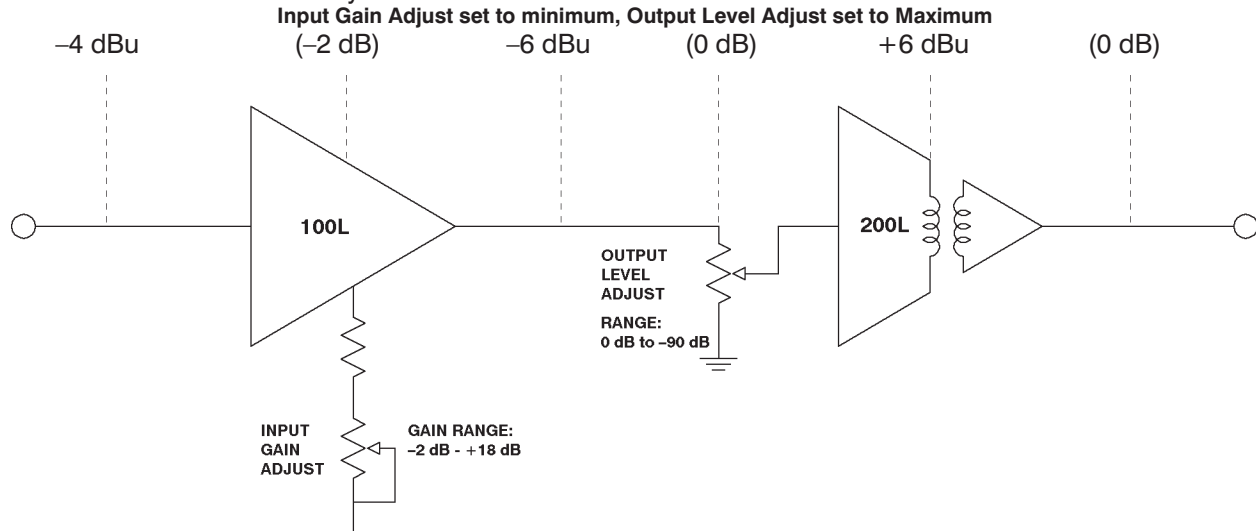 Input Gain Adjust set to minimum, Output Level Adjust set to Maximum
–4 dBu (–2 dB) –6 dBu (0 dB) +6 dBu (0 dB)
100L
200L
OUTPUT
LEVEL
ADJUST
RANGE:
0 dB to –90 dB
INPUT
GAIN
ADJUST
GAIN RANGE:
–2 dB - +18 dB